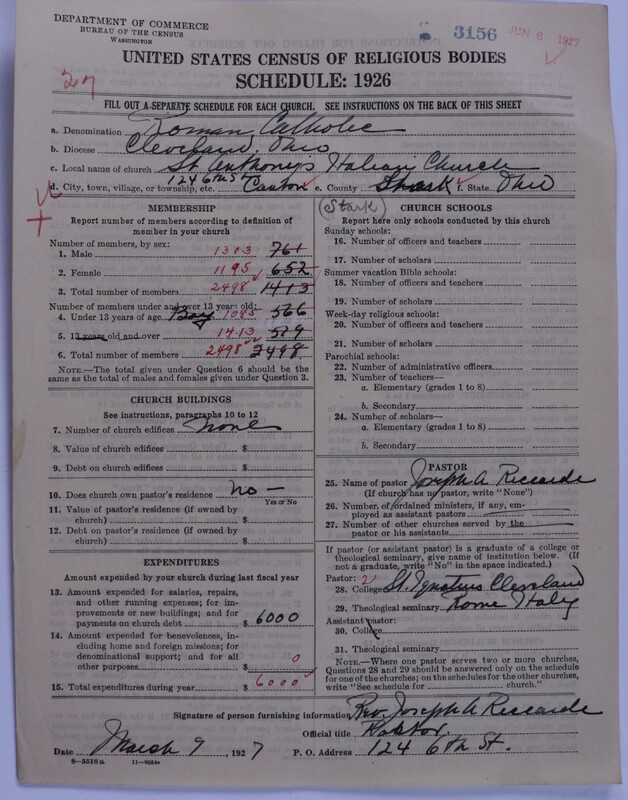 DEPARTMENT OF COMMERCE
BUREAU OF THE CENSUS
WASHINGTON
3156
JUN 6 1927
UNITED STATES CENSUS OF RELIGIOUS BODIES
SCHEDULE: 1926
FILL OUT A SEPARATE SCHEDULE FOR EACH CHURCH. SEE INSTRUCTIONS ON THE BACK OF THIS SHEET
a. Denomination Roman Catholic
b. Diocese Cleveland, Ohio
c. Local name of church St Anthonys Italian Church
124 6th St
d. City, town, village, or township, etc. Canton e. County Stark f. State Ohio
(Stark)
MEMBERSHIP
Report number of members according to definition of
member in your church
Number of members, by sex:
1. Male 1303 761
2. Female 1195 652
3. Total number of members 2498 1413
Number of members under and over 13 years old:
4. Under 13 years of age Boy 1085 566
5. 13 years old and over 1413 519
6. Total number of members 2498 2498
NOTE.—The total given under Question 6 should be
the same as the total of males and females given under Question 3.
CHURCH BUILDINGS
See instructions, paragraphs 10 to 12
7. Number of church edifices None
8. Value of church edifices $
9. Debt on church edifices $
10. Does church own pastor's residence No —
Yes or No
11. Value of pastor's residence (if owned by
church) $
12. Debt on pastor's residence (if owned by
church) $
EXPENDITURES
Amount expended by your church during last fiscal year
13. Amount expended for salaries, repairs,
and other running expenses; for im-
provements or new buildings; and for
payments on church debt $ 6000
14. Amount expended for benevolences, in-
cluding home and foreign missions; for
denominational support; and for all
other purposes $ 0
15. Total expenditures during year $ 6000
CHURCH SCHOOLS
Report here only schools conducted by this church
Sunday schools:
16. Number of officers and teachers
17. Number of scholars
Summer vacation Bible schools:
18. Number of officers and teachers
19. Number of scholars
Week-day religious schools:
20. Number of officers and teachers
21. Number of scholars
Parochial schools:
22. Number of administrative officers
23. Number of teachers—
a. Elementary (grades 1 to 8)
b. Secondary
24. Number of scholars—
a. Elementary (grades 1 to 8)
b. Secondary
PASTOR
25. Name of pastor Joseph A Riccardi
(If church has no pastor, write "None")
26. Number of ordained ministers, if any, em-
ployed as assistant pastors
27. Number of other churches served by the
pastor or his assistants
If pastor (or assistant pastor) is a graduate of a college or
theological seminary, give name of institution below. (If
not a graduate, write "No" in the space indicated.)
Pastor: 2
28. College St. Ignatius Cleveland
29. Theological seminary Rome Italy
Assistant pastor:
30. College
31. Theological seminary
NOTE.—Where one pastor serves two or more churches,
Questions 28 and 29 should be answered only on the schedule
for one of the churches; on the schedules for the other churches,
write "See schedule for church."
Signature of person furnishing information Rev. Joseph A Riccardi
Official title Pastor
Date March 9 1927 P. O. Address 124 6th St.
8—5518a 11—9084a